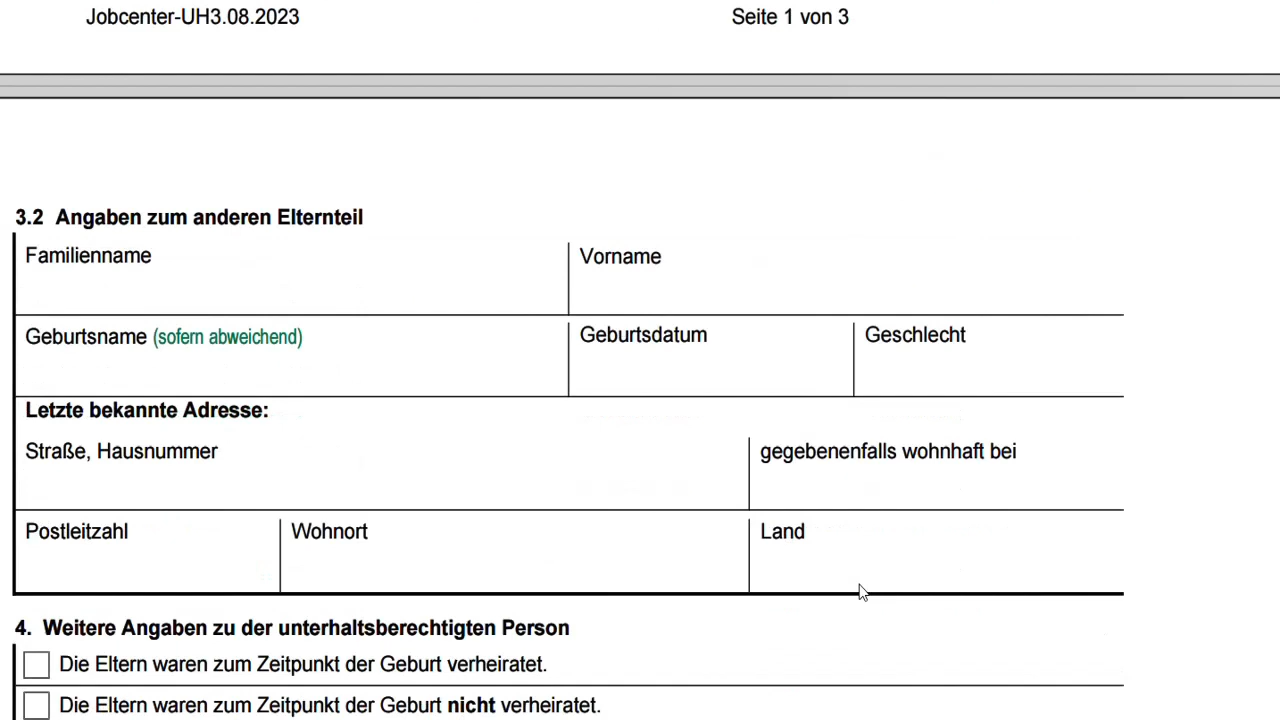 Jobcenter-UH3.08.2023 Seite 1 von 3
3.2 Angaben zum anderen Elternteil
Familienname Vorname
Geburtsname (sofern abweichend) Geburtsdatum Geschlecht
Letzte bekannte Adresse:
Straße, Hausnummer gegebenenfalls wohnhaft bei
Postleitzahl Wohnort Land
4. Weitere Angaben zu der unterhaltsberechtigten Person
Die Eltern waren zum Zeitpunkt der Geburt verheiratet.
Die Eltern waren zum Zeitpunkt der Geburt nicht verheiratet.